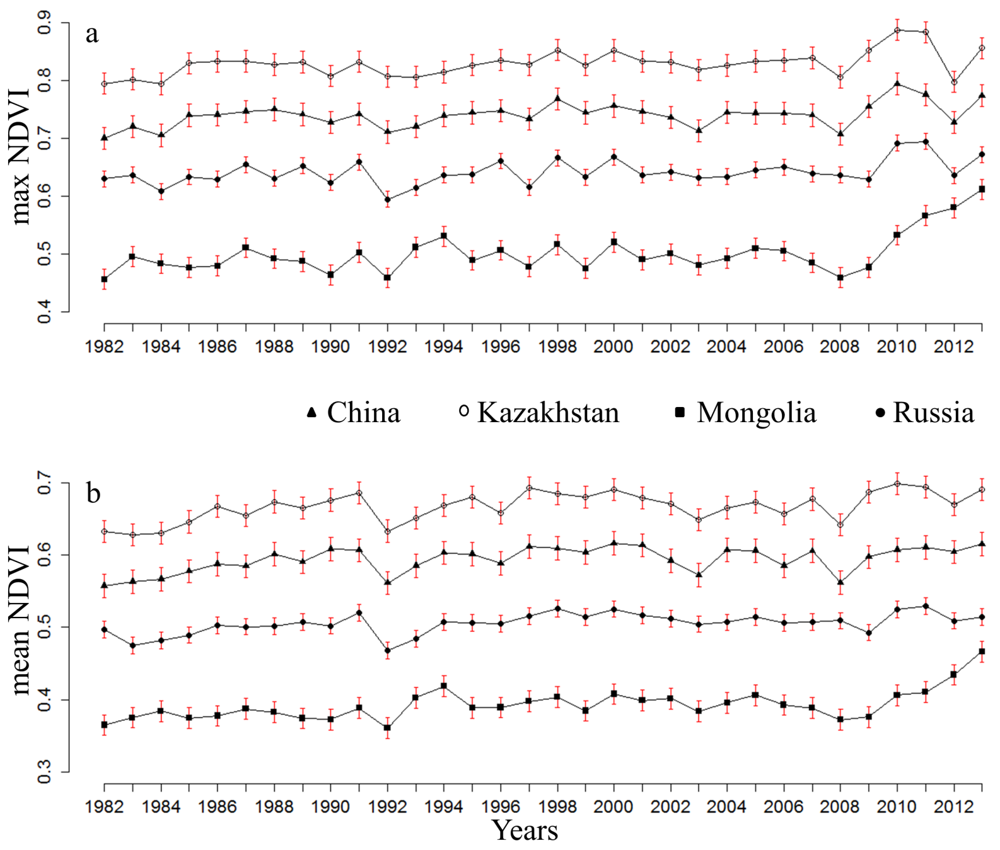 a
max NDVI
0.9
0.8
0.7
0.6
0.5
0.4
1982 1984 1986 1988 1990 1992 1994 1996 1998 2000 2002 2004 2006 2008 2010 2012
China Kazakhstan Mongolia Russia
b
mean NDVI
0.7
0.6
0.5
0.4
0.3
1982 1984 1986 1988 1990 1992 1994 1996 1998 2000 2002 2004 2006 2008 2010 2012
Years